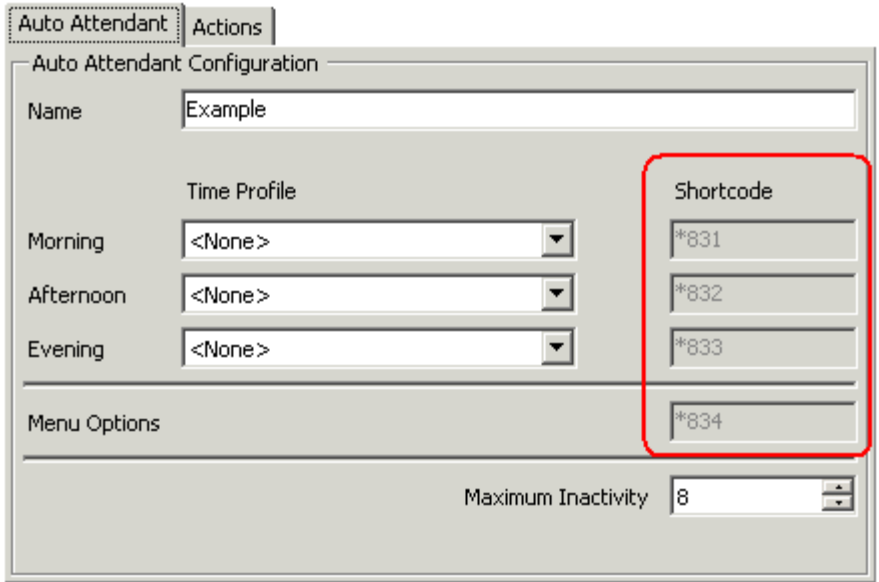 Auto Attendant Actions
Auto Attendant Configuration
Name Example
Time Profile Shortcode
Morning <None> *831
Afternoon <None> *832
Evening <None> *833
Menu Options *834
Maximum Inactivity 8